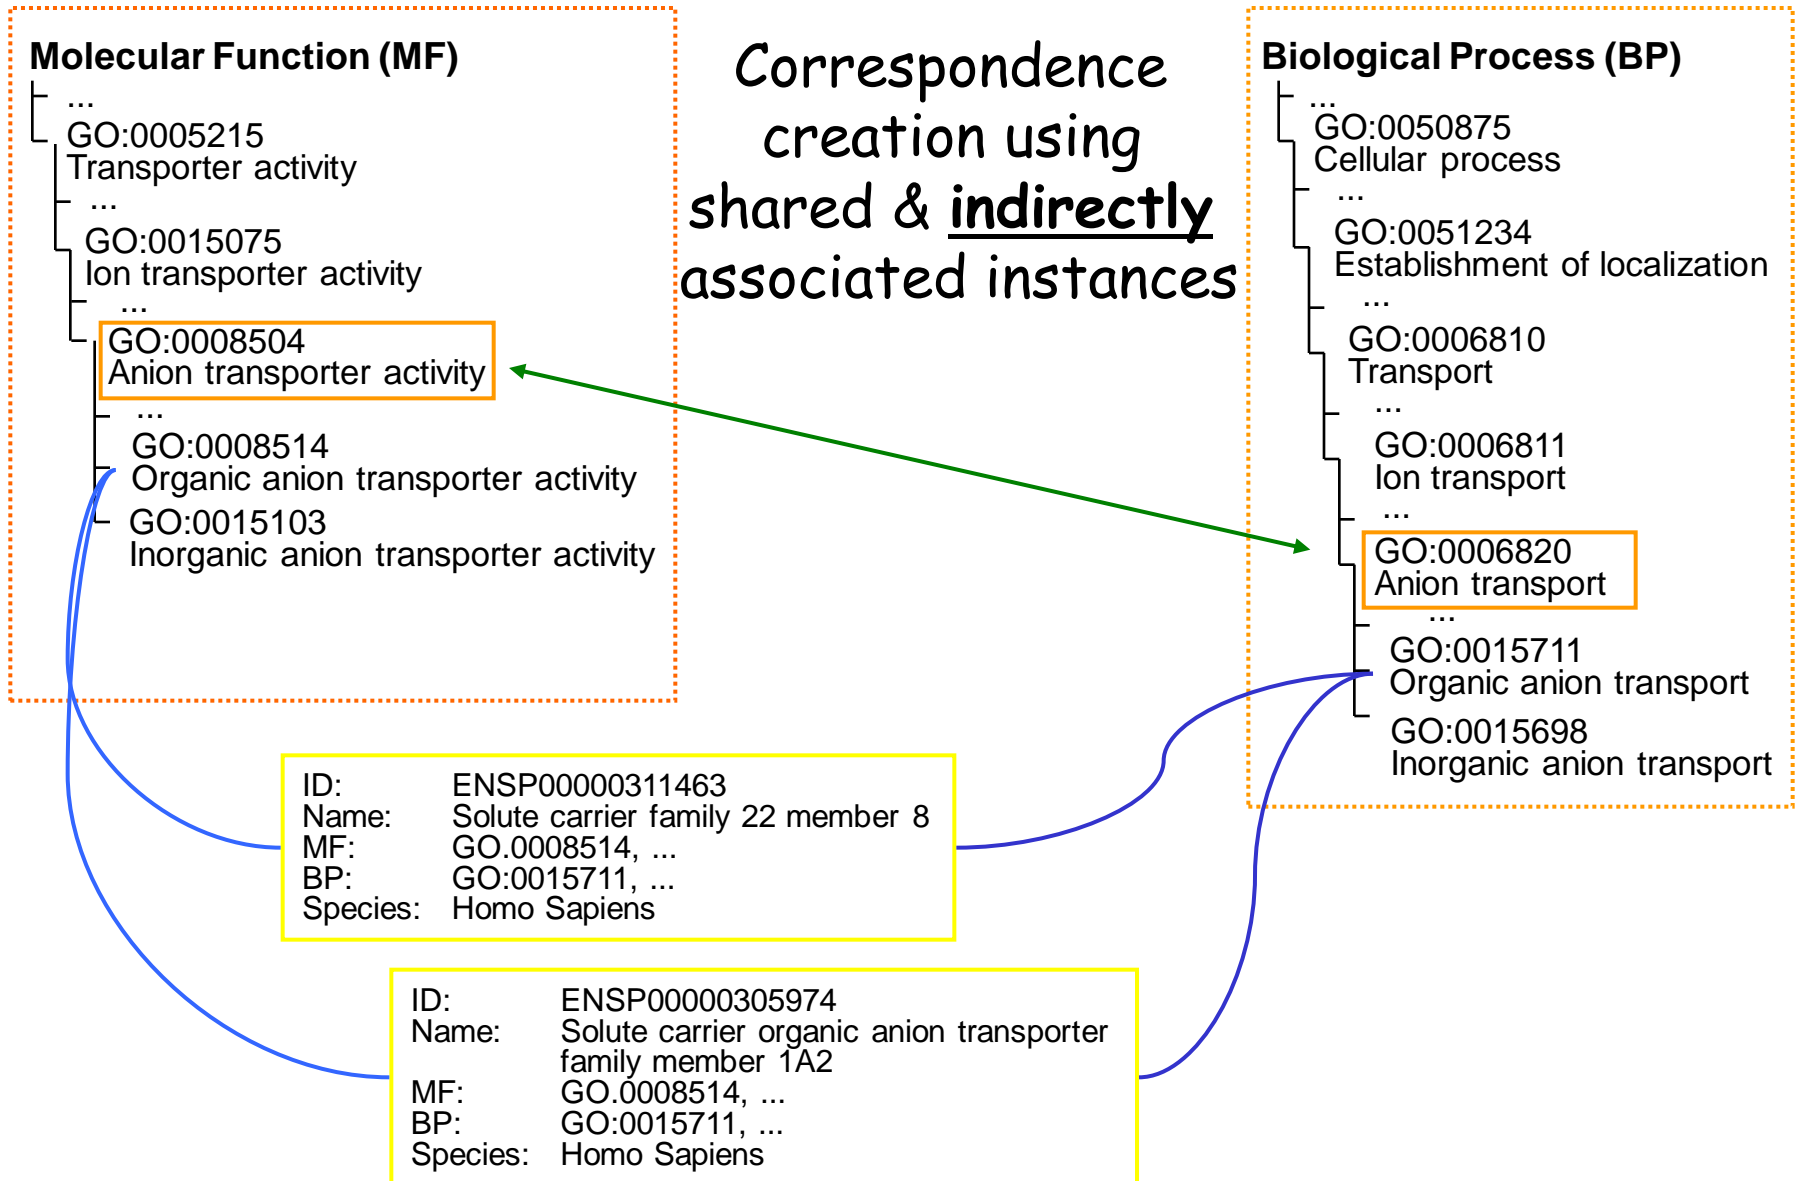 Molecular Function (MF)
...
GO:0005215
Transporter activity
...
GO:0015075
Ion transporter activity
...
GO:0008504
Anion transporter activity
...
GO:0008514
Organic anion transporter activity
GO:0015103
Inorganic anion transporter activity
Correspondence
creation using
shared & indirectly
associated instances
Biological Process (BP)
...
GO:0050875
Cellular process
...
GO:0051234
Establishment of localization
...
GO:0006810
Transport
...
GO:0006811
Ion transport
...
GO:0006820
Anion transport
...
GO:0015711
Organic anion transport
GO:0015698
Inorganic anion transport
ID: ENSP00000311463
Name: Solute carrier family 22 member 8
MF: GO.0008514, ...
BP: GO:0015711, ...
Species: Homo Sapiens
ID: ENSP00000305974
Name: Solute carrier organic anion transporter
family member 1A2
MF: GO.0008514, ...
BP: GO:0015711, ...
Species: Homo Sapiens